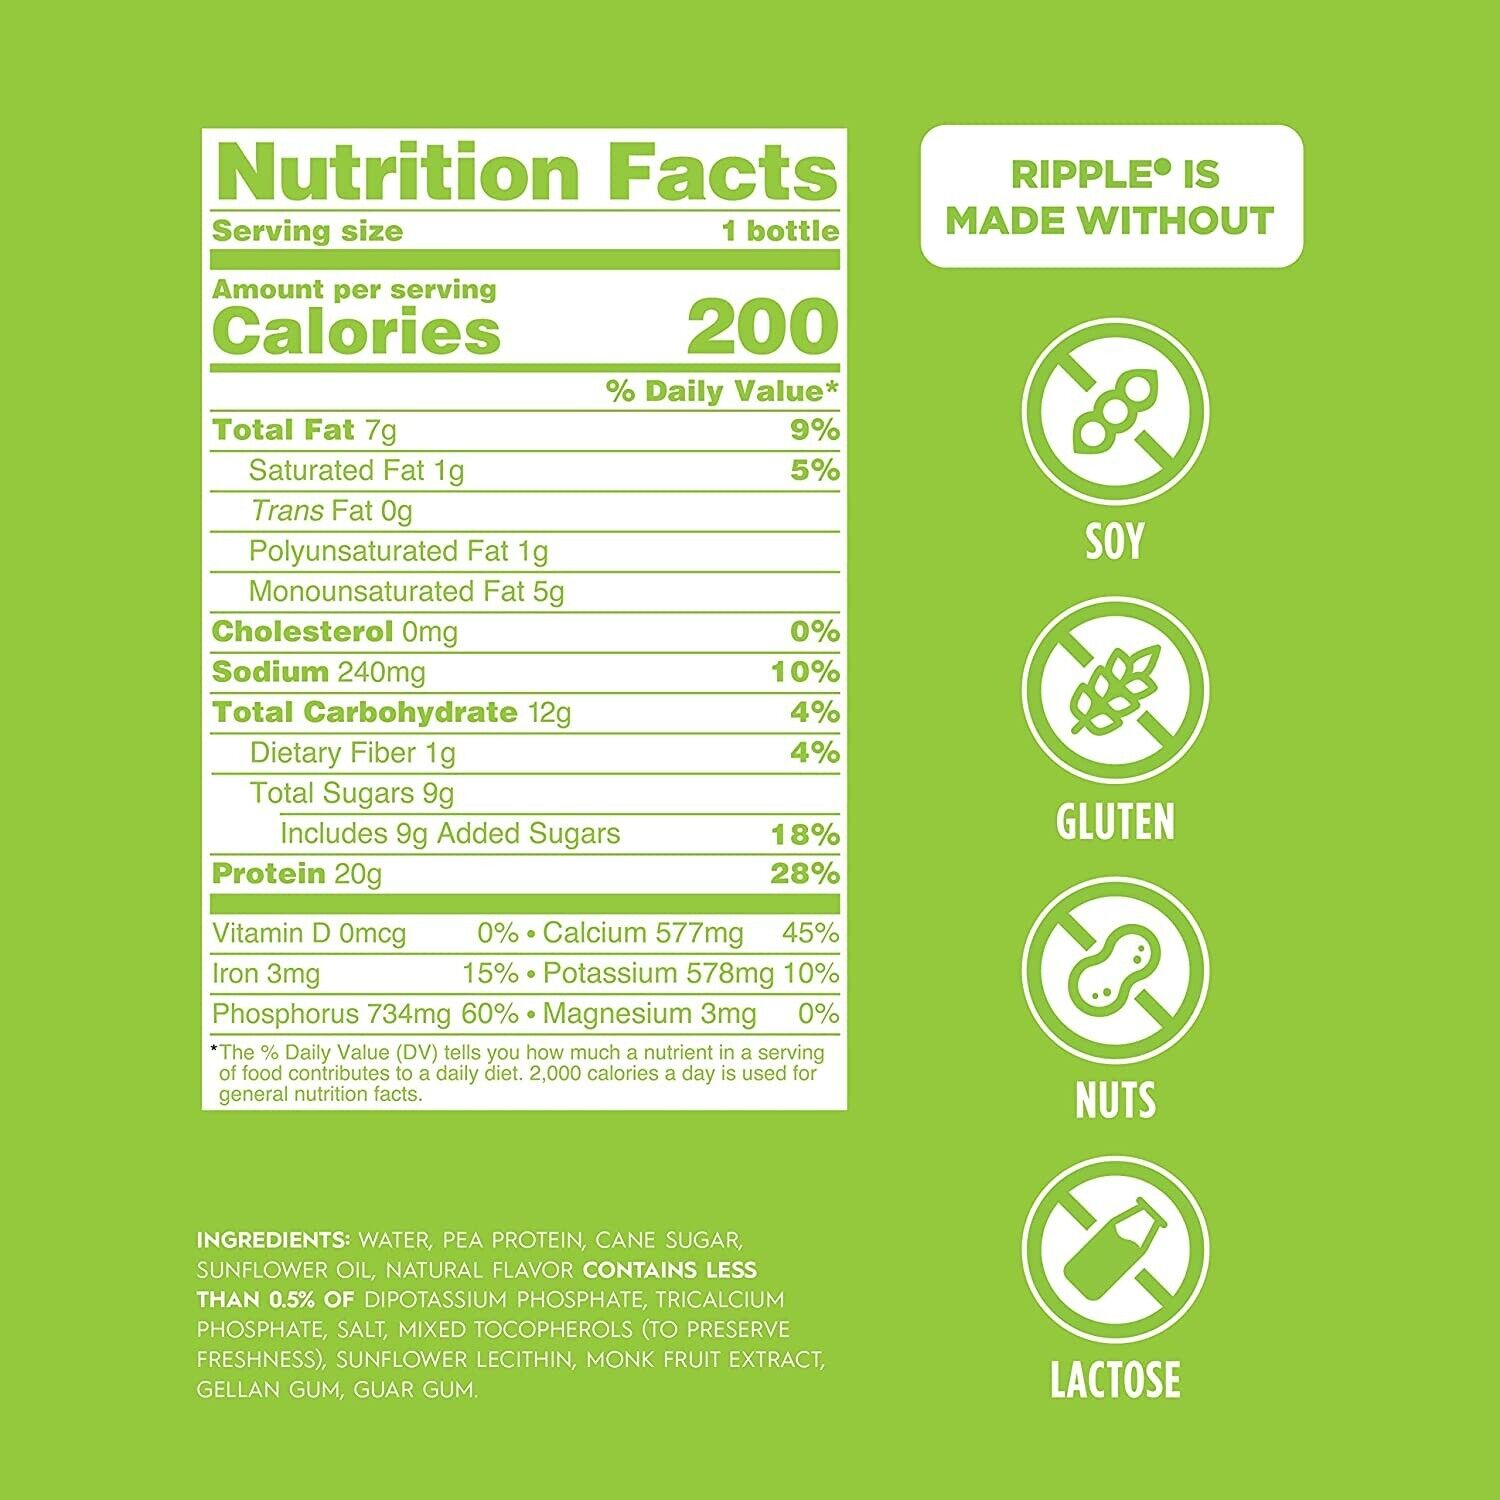 Nutrition Facts
Serving size 1 bottle
Amount per serving
Calories 200
% Daily Value*
Total Fat 7g 9%
Saturated Fat 1g 5%
Trans Fat 0g
Polyunsaturated Fat 1g
Monounsaturated Fat 5g
Cholesterol 0mg 0%
Sodium 240mg 10%
Total Carbohydrate 12g 4%
Dietary Fiber 1g 4%
Total Sugars 9g
Includes 9g Added Sugars 18%
Protein 20g 28%
Vitamin D 0mcg 0% • Calcium 577mg 45%
Iron 3mg 15% • Potassium 578mg 10%
Phosphorus 734mg 60% • Magnesium 3mg 0%
*The % Daily Value (DV) tells you how much a nutrient in a serving
of food contributes to a daily diet. 2,000 calories a day is used for
general nutrition facts.
INGREDIENTS: WATER, PEA PROTEIN, CANE SUGAR,
SUNFLOWER OIL, NATURAL FLAVOR CONTAINS LESS
THAN 0.5% OF DIPOTASSIUM PHOSPHATE, TRICALCIUM
PHOSPHATE, SALT, MIXED TOCOPHEROLS (TO PRESERVE
FRESHNESS), SUNFLOWER LECITHIN, MONK FRUIT EXTRACT,
GELLAN GUM, GUAR GUM.
RIPPLE® IS
MADE WITHOUT
SOY
GLUTEN
NUTS
LACTOSE